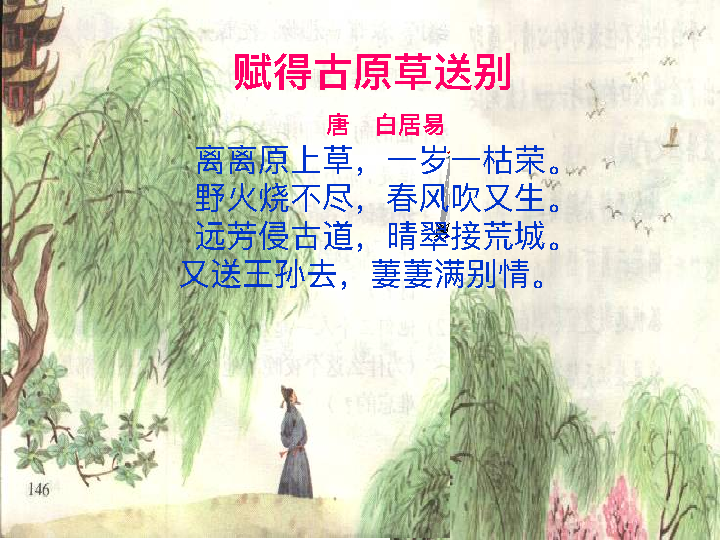 赋得古原草送别
唐 白居易
离离原上草，一岁一枯荣。
野火烧不尽，春风吹又生。
远芳侵古道，晴翠接荒城。
又送王孙去，萋萋满别情。
146